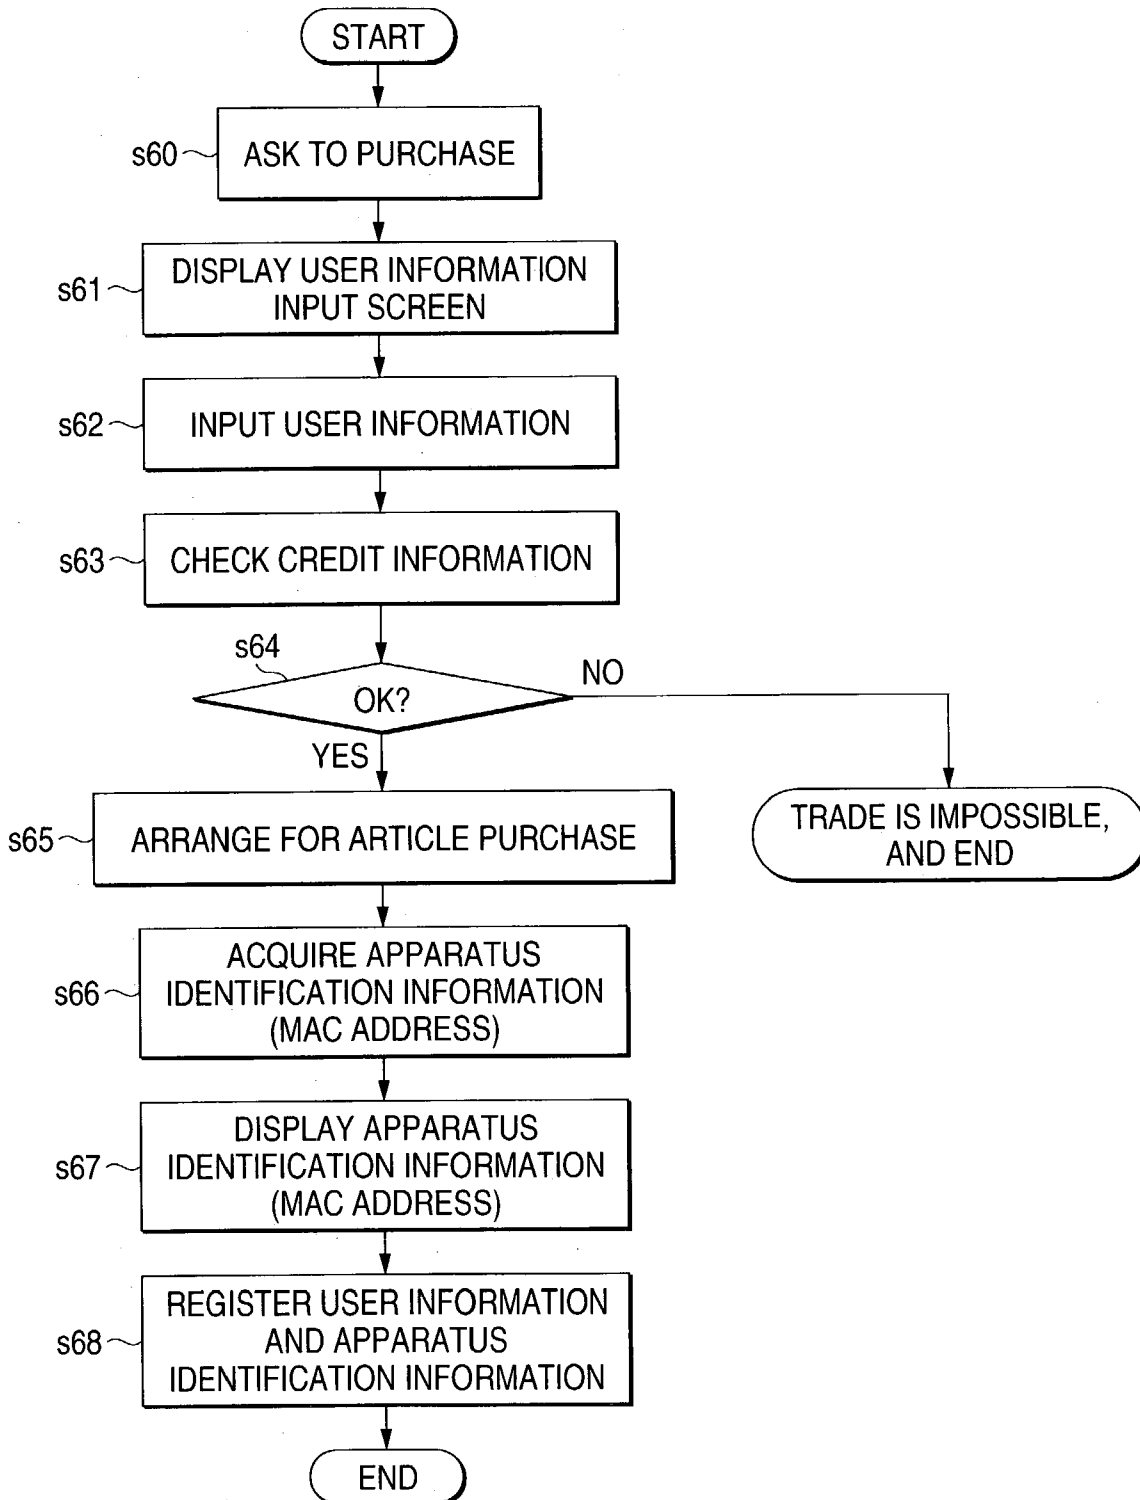 START
s60
ASK TO PURCHASE
s61
DISPLAY USER INFORMATION
INPUT SCREEN
s62
INPUT USER INFORMATION
s63
CHECK CREDIT INFORMATION
s64
OK?
NO
YES
s65
ARRANGE FOR ARTICLE PURCHASE
TRADE IS IMPOSSIBLE,
AND END
s66
ACQUIRE APPARATUS
IDENTIFICATION INFORMATION
(MAC ADDRESS)
s67
DISPLAY APPARATUS
IDENTIFICATION INFORMATION
(MAC ADDRESS)
s68
REGISTER USER INFORMATION
AND APPARATUS
IDENTIFICATION INFORMATION
END